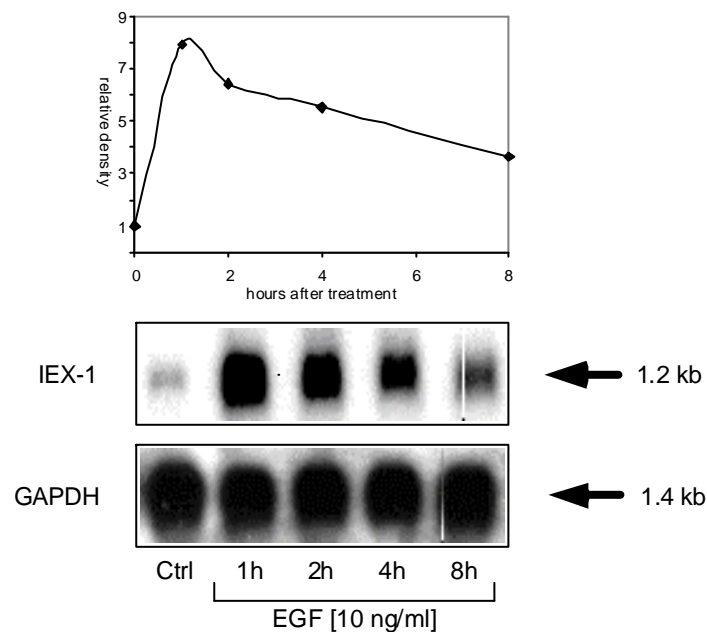 9
7
5
3
1
relative density
0 2 4 6 8
hours after treatment
IEX-1 1.2 kb
GAPDH 1.4 kb
Ctrl 1h 2h 4h 8h
EGF [10 ng/ml]